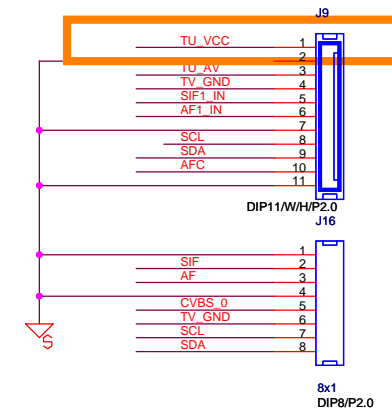 J9
TU_VCC 1
2
TU_AV 3
TV_GND 4
SIF1_IN 5
AF1_IN 6
7
SCL 8
SDA 9
AFC 10
11
DIP11/W/H/P2.0
J16
1
SIF 2
AF 3
4
CVBS_0 5
TV_GND 6
SCL 7
SDA 8
S
8x1
DIP8/P2.0